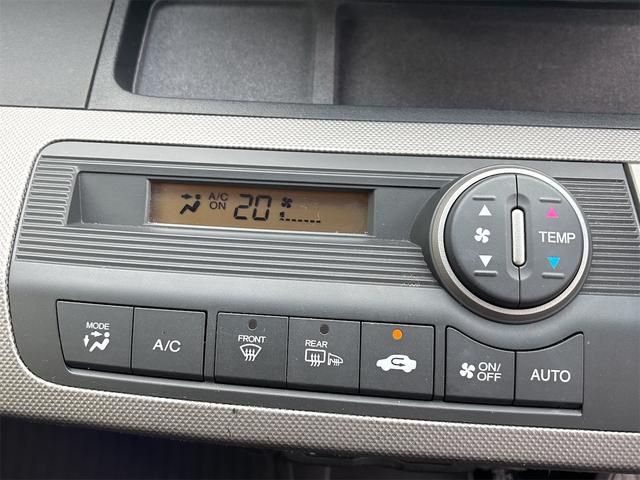 A/C
ON
20
TEMP
MODE
A/C
FRONT
REAR
ON/
OFF
AUTO